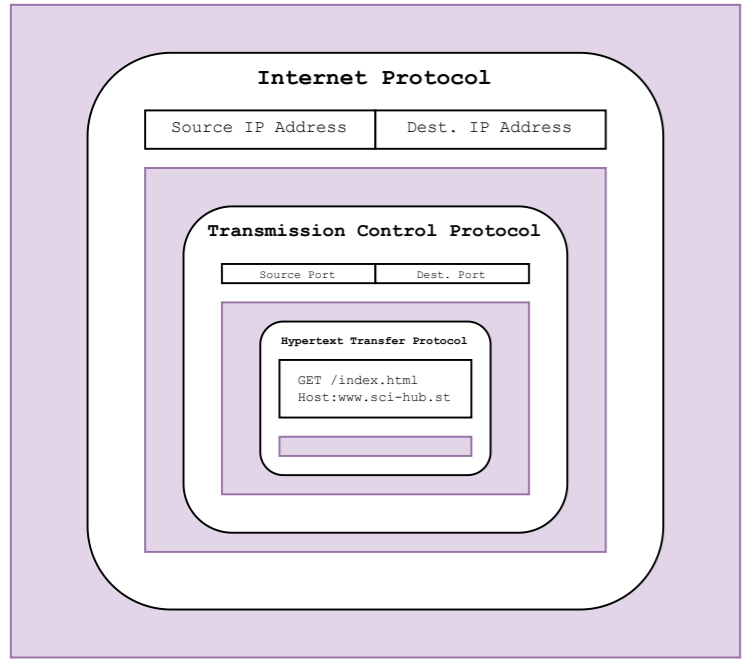 Internet Protocol
Source IP Address Dest. IP Address
Transmission Control Protocol
Source Port Dest. Port
Hypertext Transfer Protocol
GET /index.html
Host:www.sci-hub.st